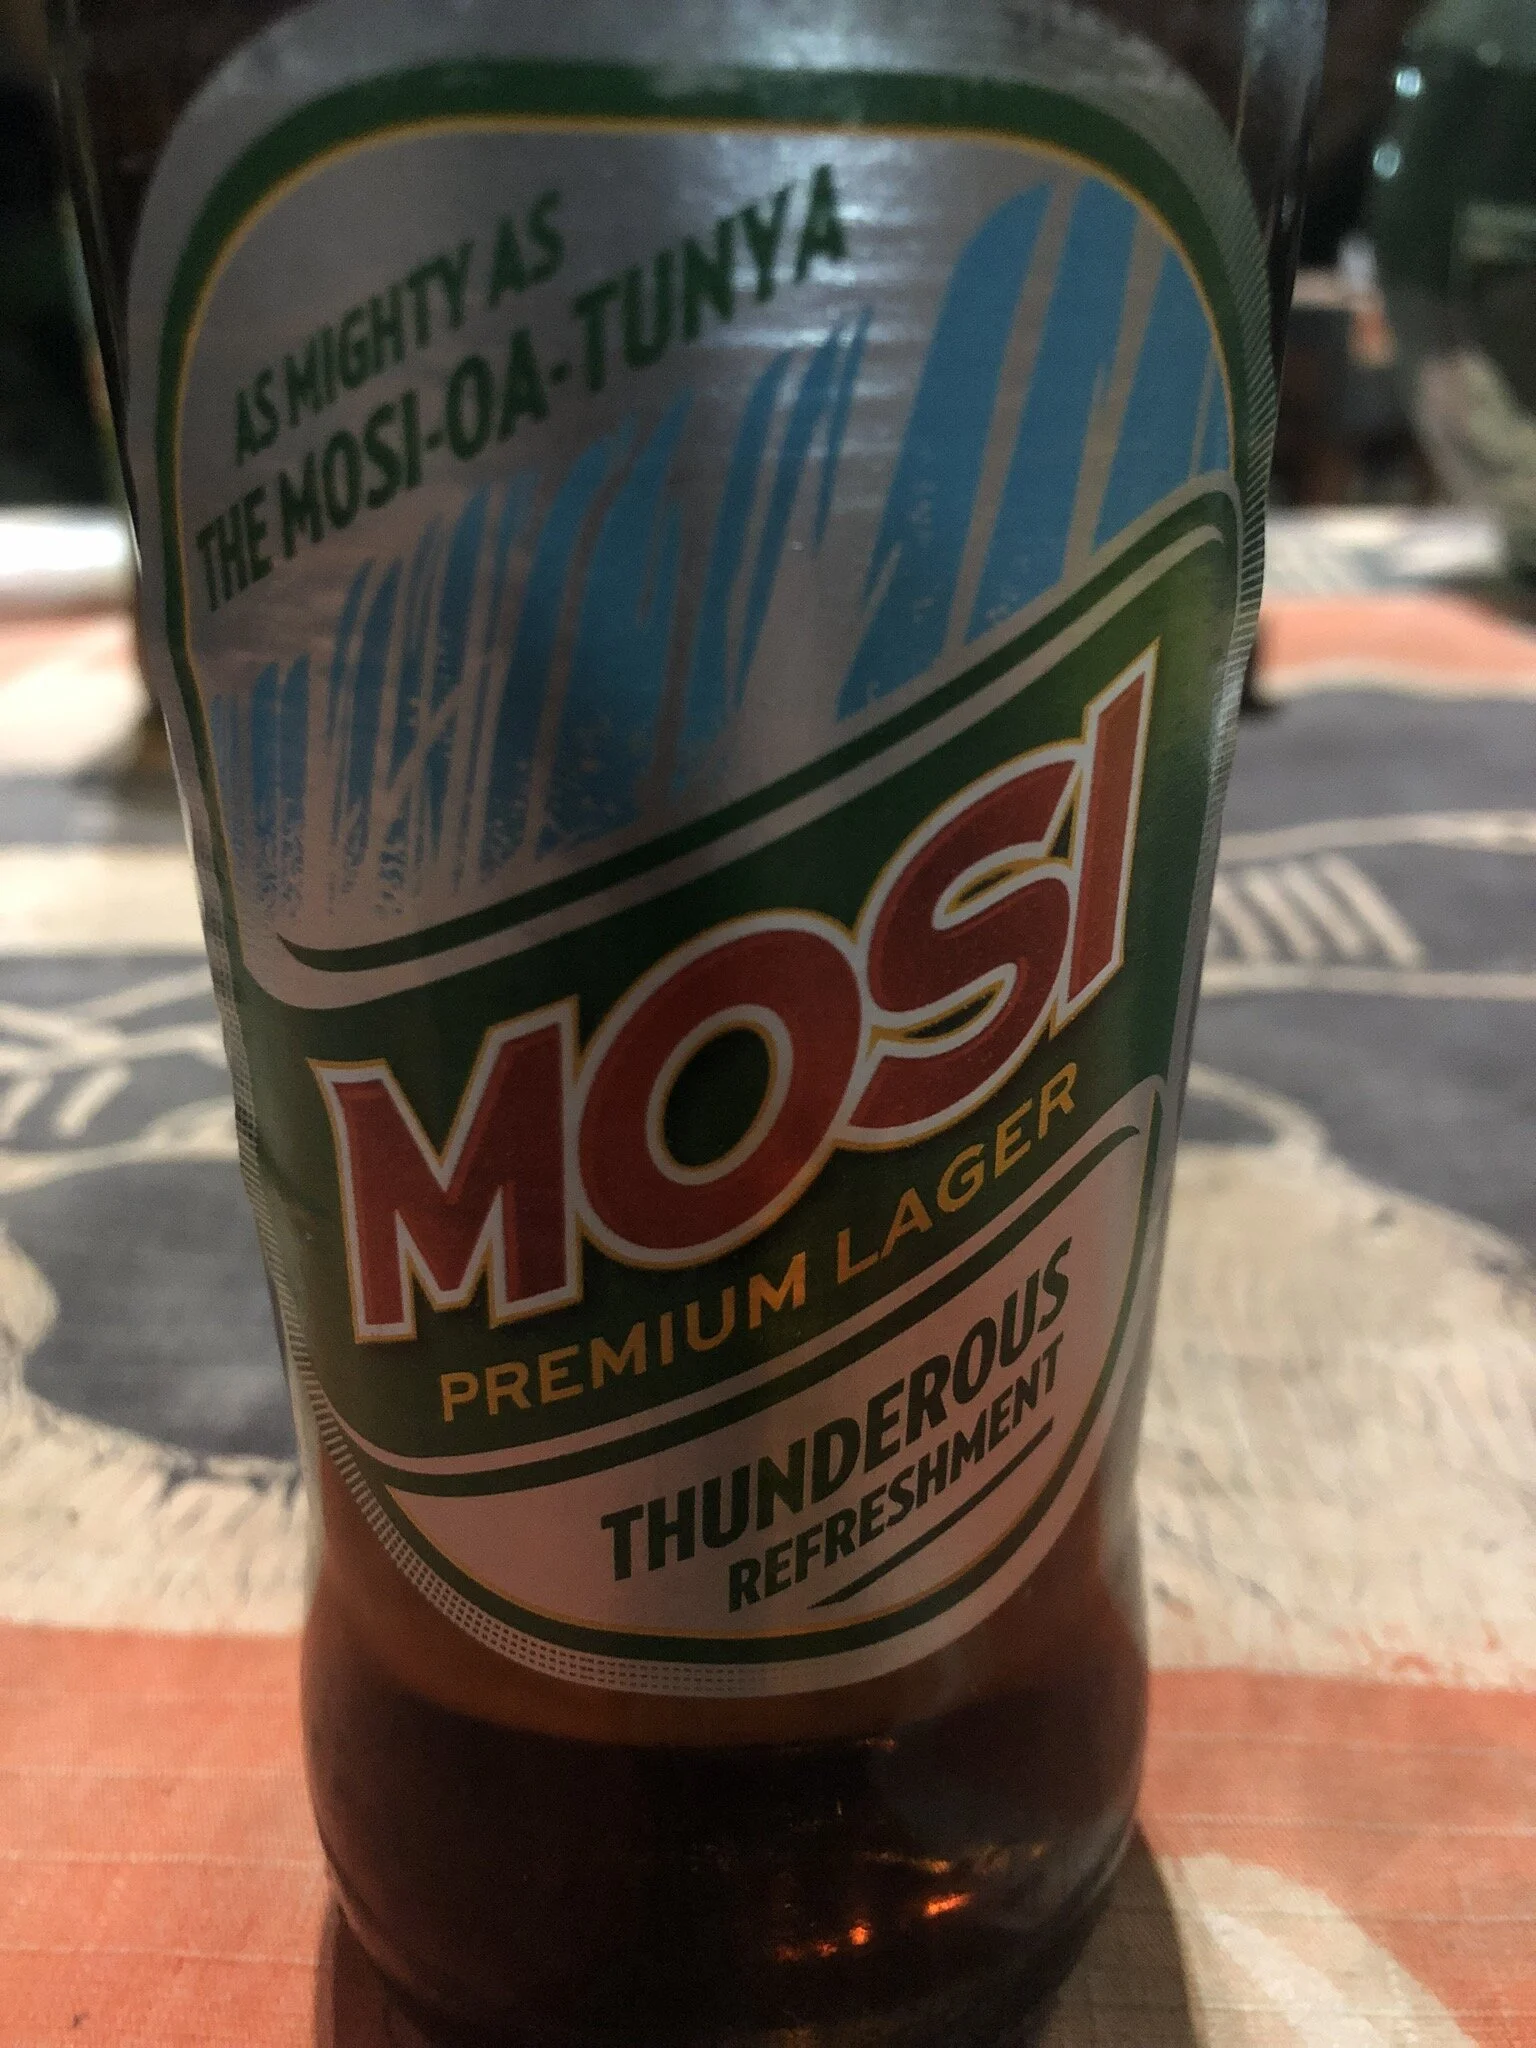 AS MIGHTY AS
THE MOSI-OA-TUNYA
MOSI
PREMIUM LAGER
THUNDEROUS
REFRESHMENT